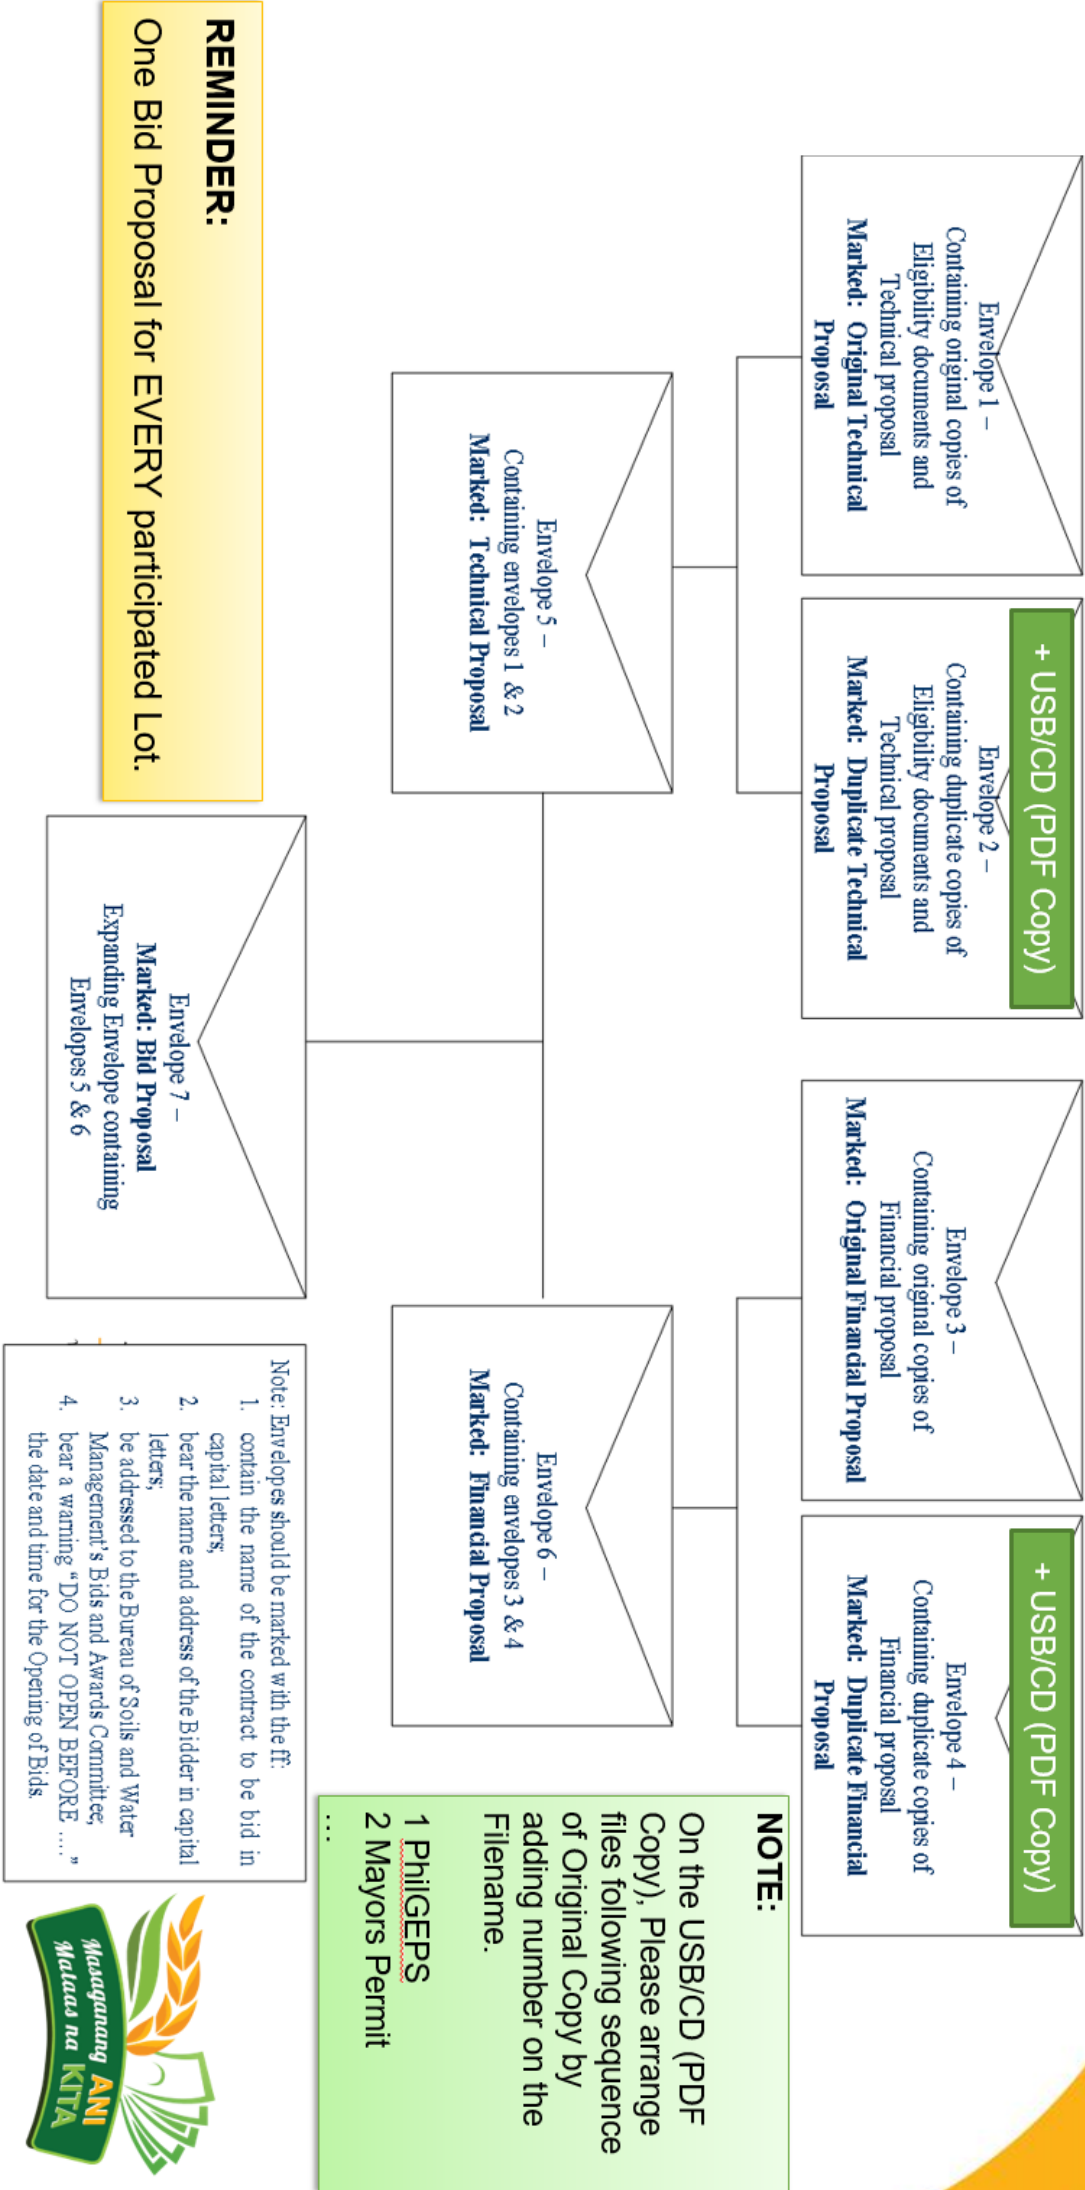 + USB/CD (PDF Copy)
+ USB/CD (PDF Copy)
Envelope 1 –
Containing original copies of
Eligibility documents and
Technical proposal
Marked:  Original Technical
Proposal
Envelope 2 –
Containing duplicate copies of
Eligibility documents and
Technical proposal
Marked:  Duplicate Technical
Proposal
Envelope 3 –
Containing original copies of
Financial proposal
Marked:  Original Financial Proposal
Envelope 4 –
Containing duplicate copies of
Financial proposal
Marked:  Duplicate Financial
Proposal
Envelope 5 –
Containing envelopes 1 & 2
Marked:  Technical Proposal
Envelope 6 –
Containing envelopes 3 & 4
Marked:  Financial Proposal
NOTE:
On the USB/CD (PDF
Copy), Please arrange
files following sequence
of Original Copy by
adding number on the
Filename.
1 PhilGEPS
2 Mayors Permit
...
REMINDER:
One Bid Proposal for EVERY participated Lot.
Envelope 7 –
Marked: Bid Proposal
Expanding Envelope containing
Envelopes 5 & 6
Note: Envelopes should be marked with the ff:
1. contain the name of the contract to be bid in
capital letters;
2. bear the name and address of the Bidder in capital
letters;
3. be addressed to the Bureau of Soils and Water
Management's Bids and Awards Committee;
4. bear a warning “DO NOT OPEN BEFORE ....”
the date and time for the Opening of Bids.
Masaganang ANI
Mataas na KITA